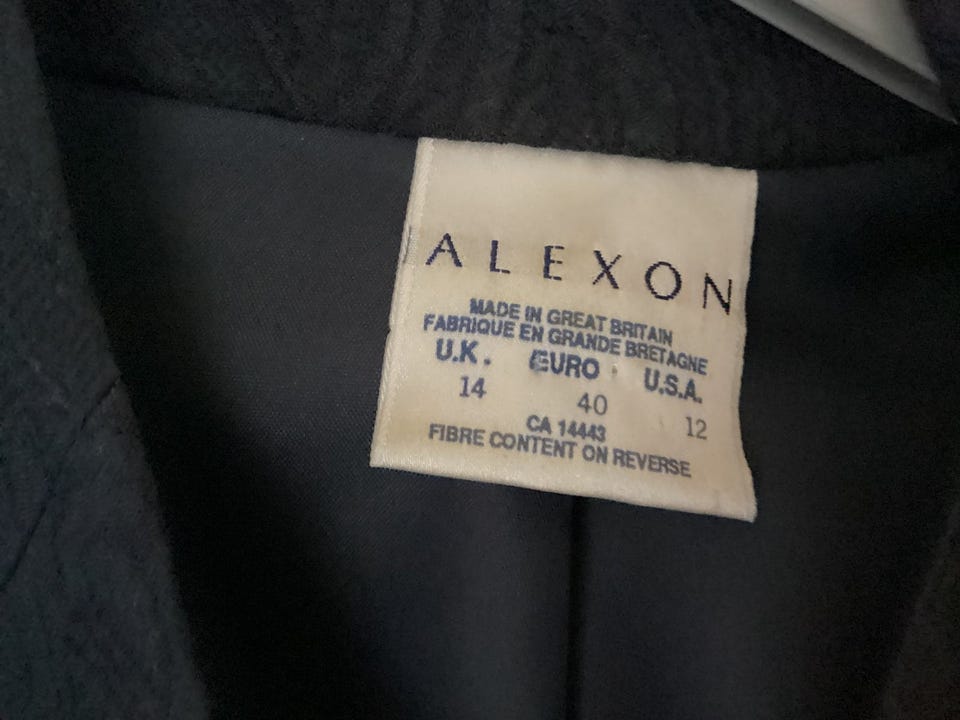 ALEXON
MADE IN GREAT BRITAIN
FABRIQUE EN GRANDE BRETAGNE
U.K. EURO U.S.A.
14 40 12
CA 14443
FIBRE CONTENT ON REVERSE